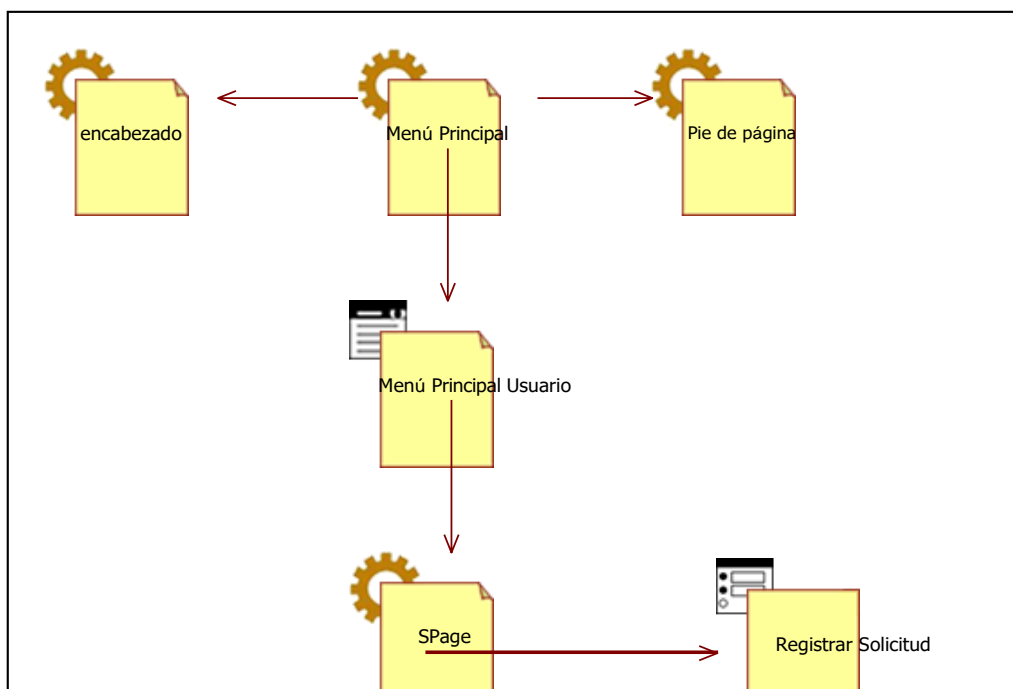 encabezado
Menú Principal
Pie de página
Menú Principal Usuario
SPage
Registrar Solicitud